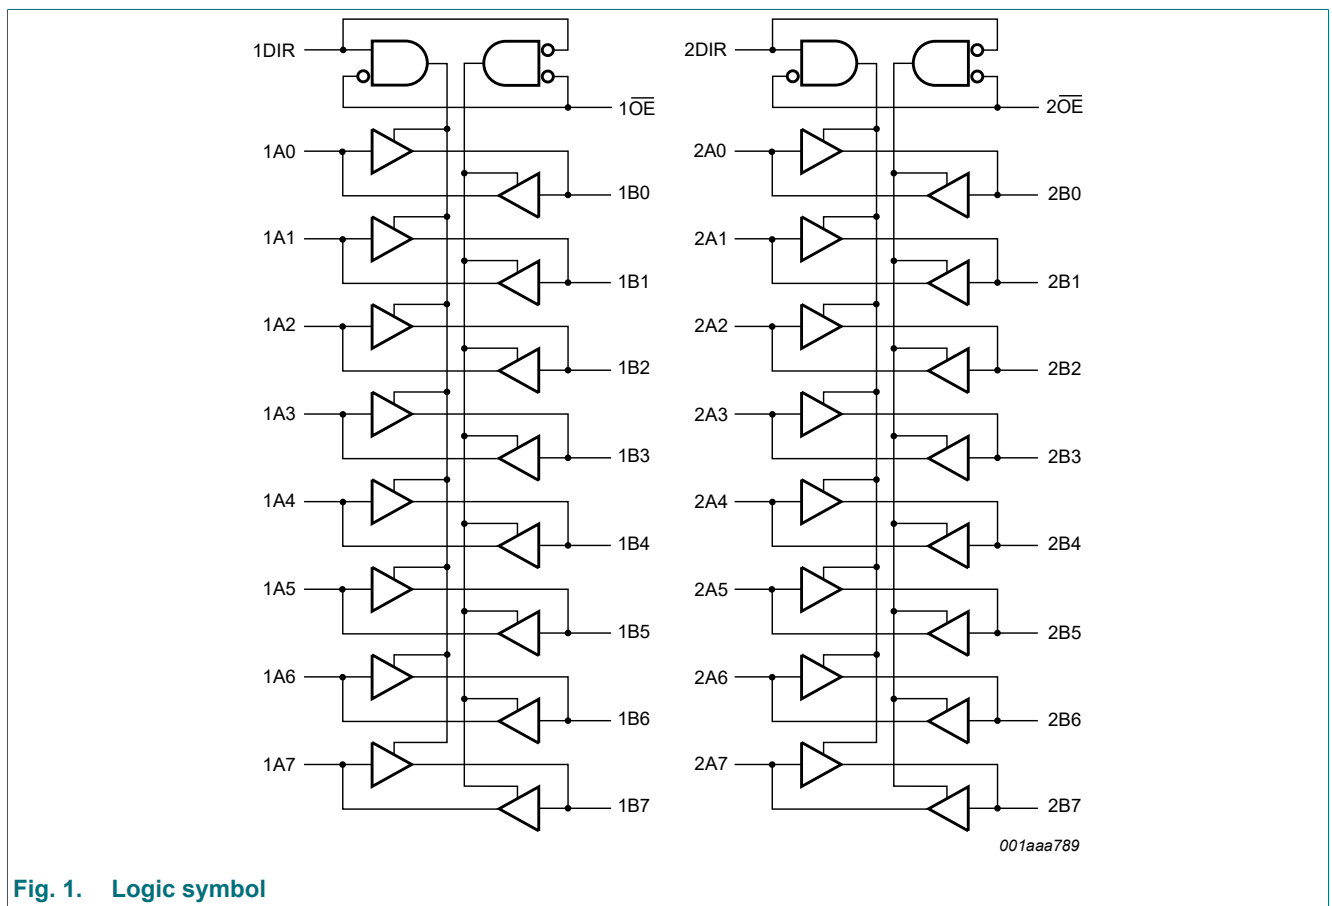 1DIR
2DIR
1O̅E̅
2O̅E̅
1A0
2A0
1B0
2B0
1A1
2A1
1B1
2B1
1A2
2A2
1B2
2B2
1A3
2A3
1B3
2B3
1A4
2A4
1B4
2B4
1A5
2A5
1B5
2B5
1A6
2A6
1B6
2B6
1A7
2A7
1B7
2B7
001aaa789
Fig. 1. Logic symbol